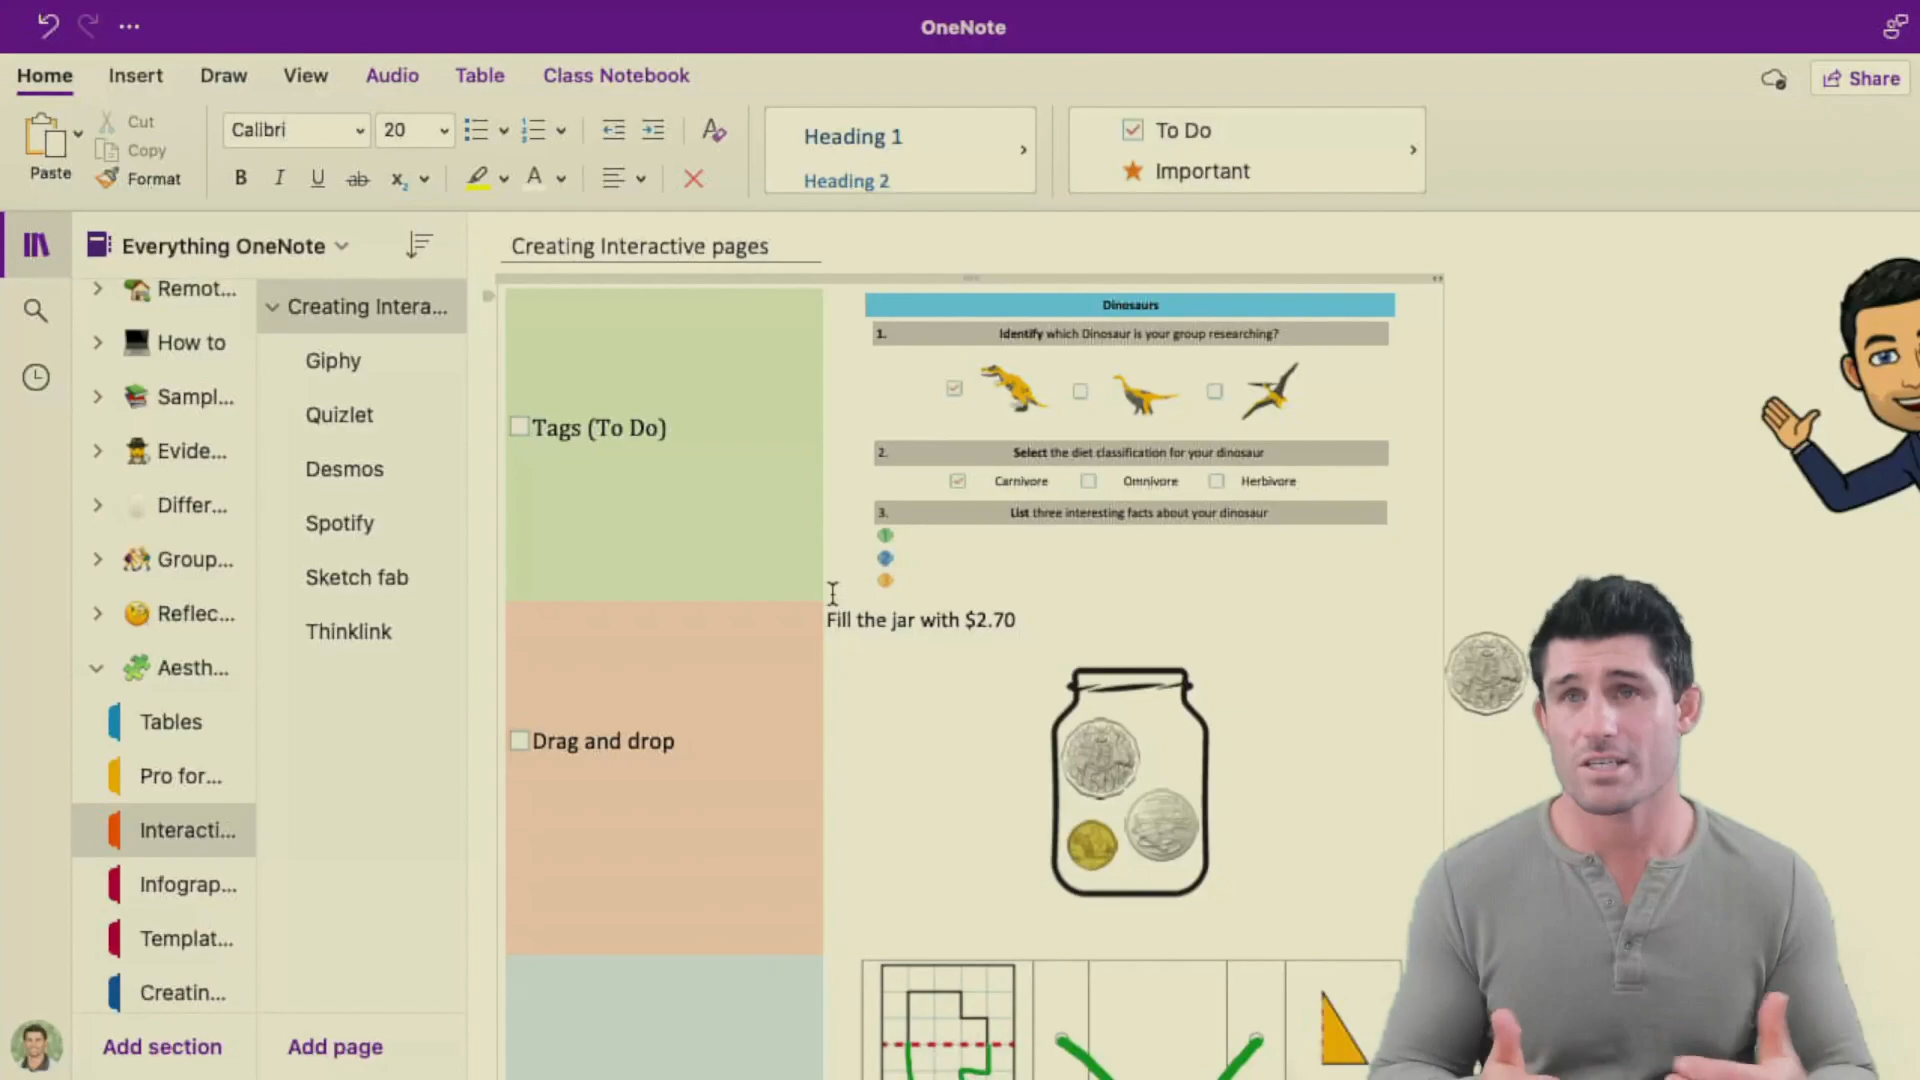 OneNote
Home Insert Draw View Audio Table Class Notebook
Share
Paste
Cut
Copy
Format
Calibri 20
B I U ab x₂ A
Heading 1
Heading 2
To Do
Important
Everything OneNote
Remot...
How to
Sampl...
Evide...
Differ...
Group...
Reflec...
Aesth...
Tables
Pro for...
Interacti...
Infograp...
Templat...
Creatin...
Add section
Creating Intera...
Giphy
Quizlet
Desmos
Spotify
Sketch fab
Thinklink
Add page
Creating Interactive pages
Tags (To Do)
Drag and drop
Dinosaurs
1. Identify which Dinosaur is your group researching?
2. Select the diet classification for your dinosaur
Carnivore Omnivore Herbivore
3. List three interesting facts about your dinosaur
1
2
3
Fill the jar with $2.70